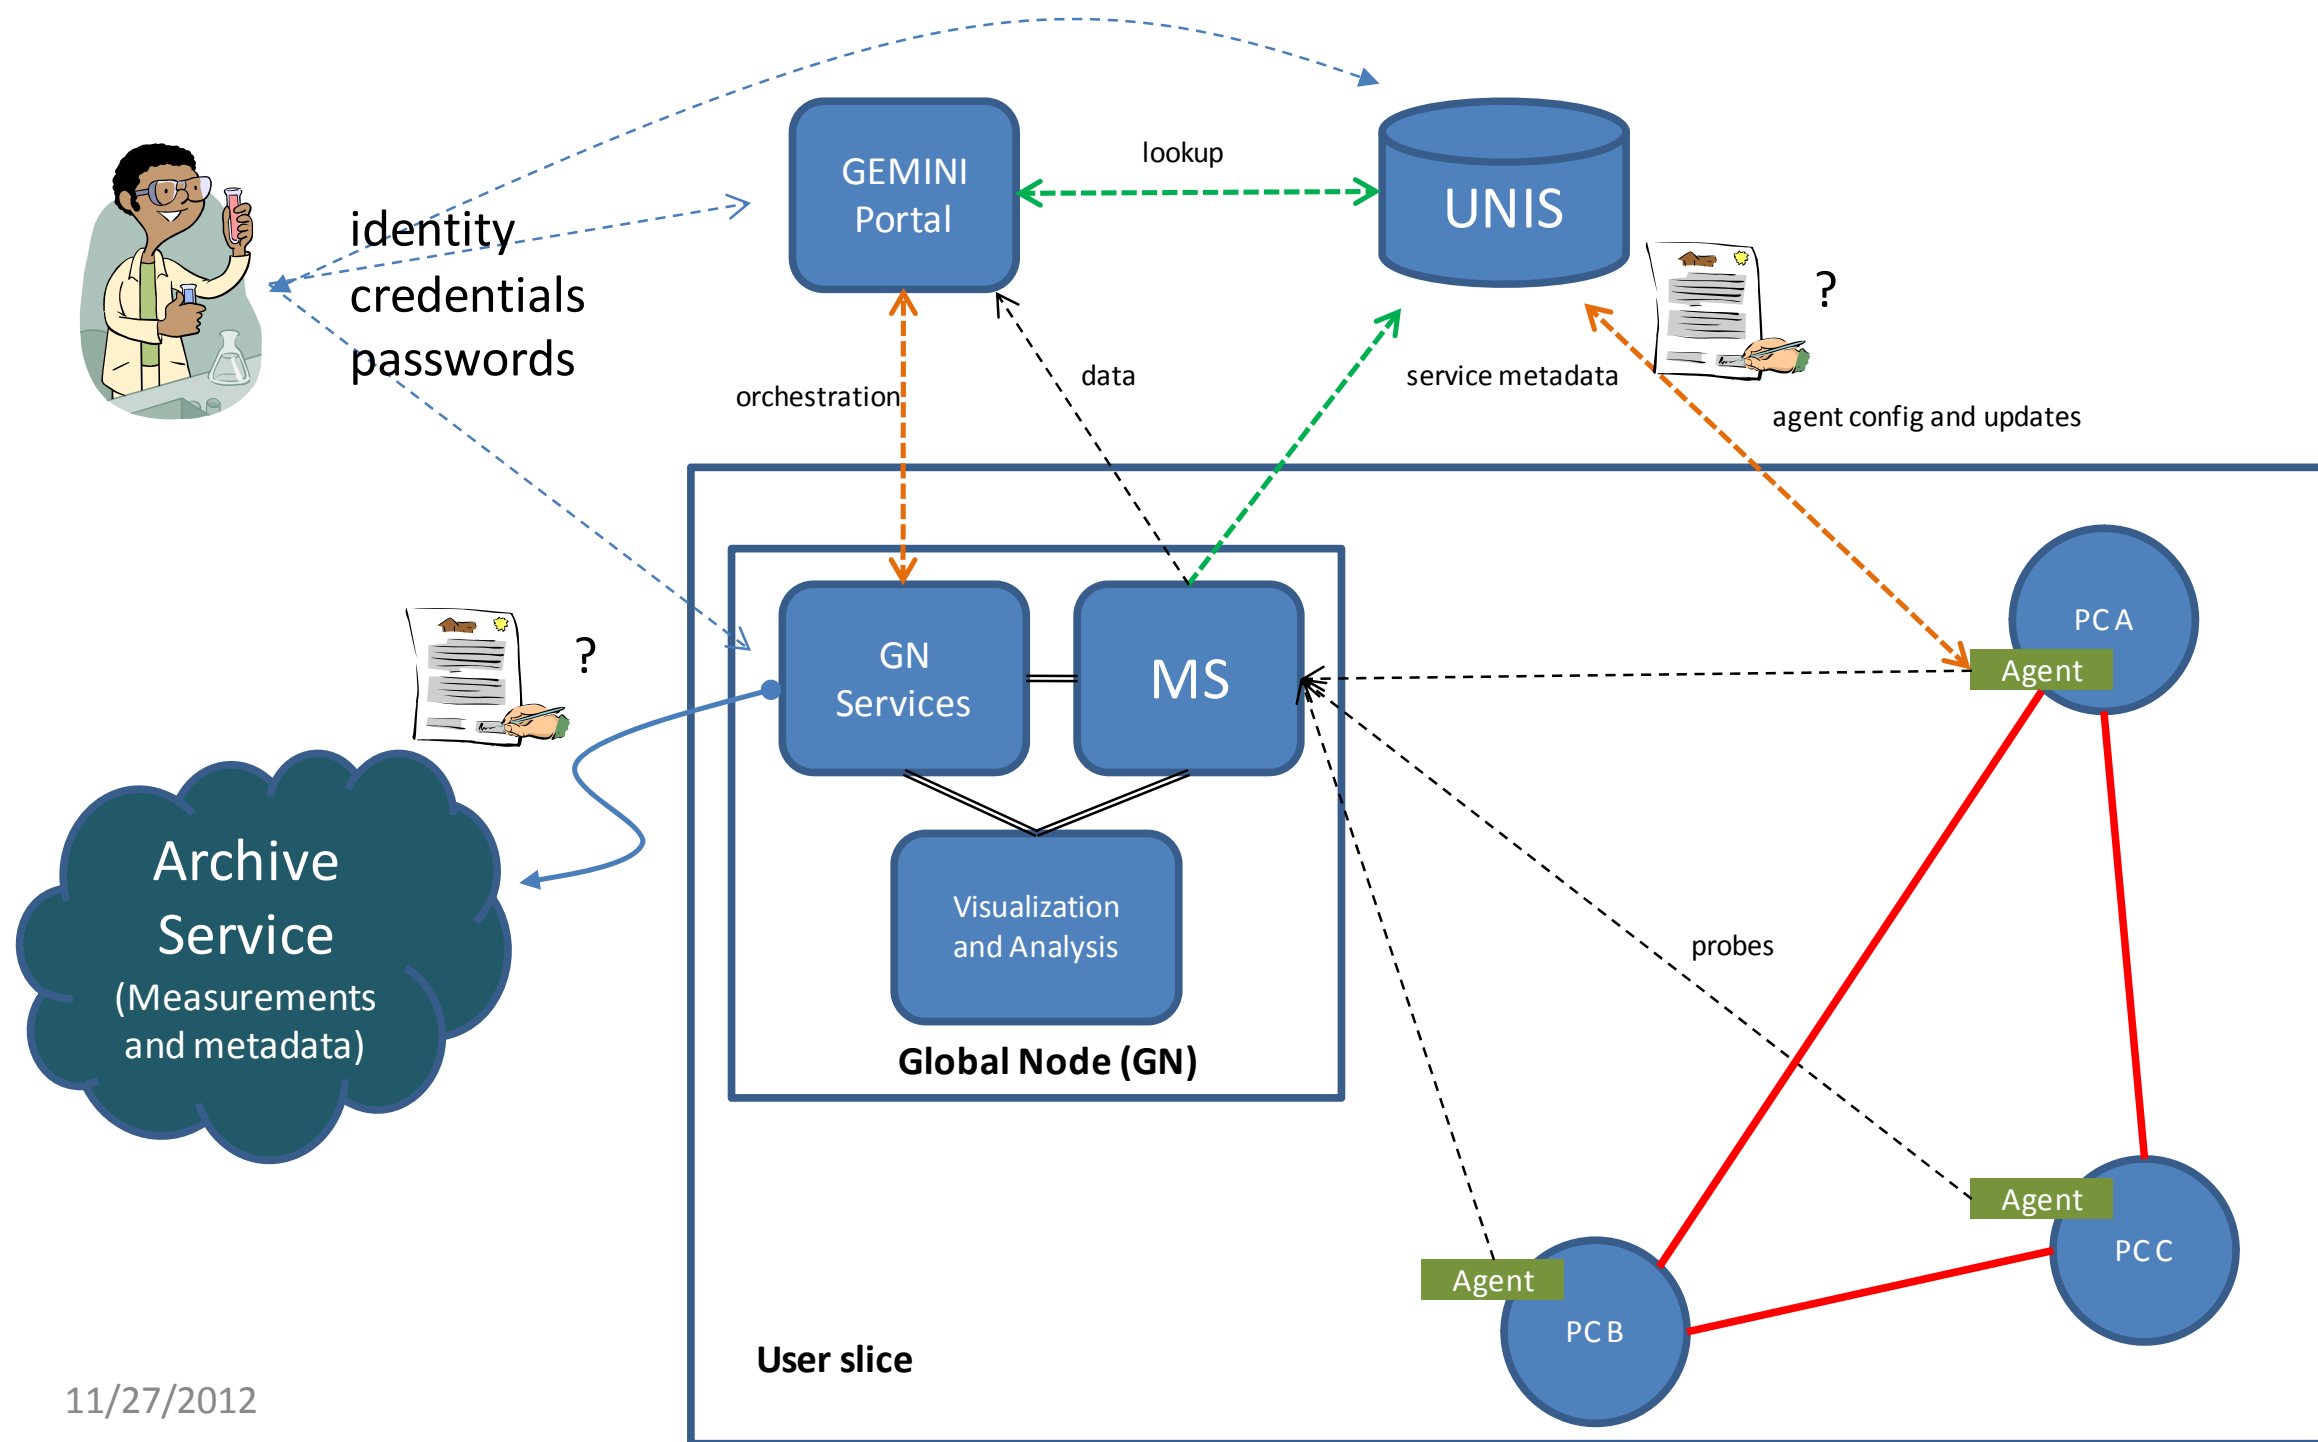 lookup
GEMINI
Portal
UNIS
identity
credentials
passwords
?
orchestration
data
service metadata
agent config and updates
PC A
Agent
GN
Services
MS
?
Archive
Service
(Measurements
and metadata)
Visualization
and Analysis
probes
Global Node (GN)
Agent
PC C
Agent
PC B
User slice
11/27/2012